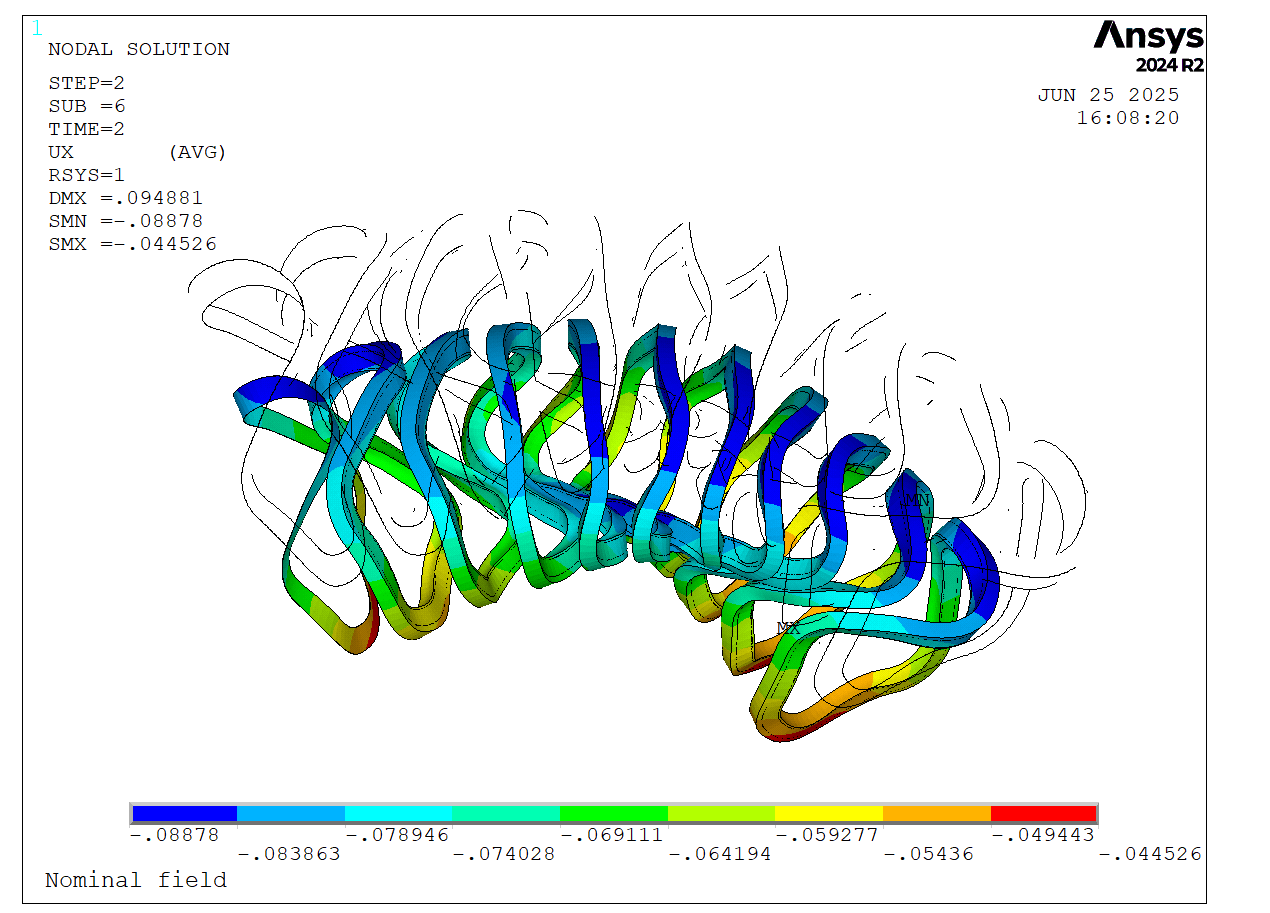 1
NODAL SOLUTION
STEP=2
SUB =6
TIME=2
UX (AVG)
RSYS=1
DMX =.094881
SMN =-.08878
SMX =-.044526
Ansys
2024 R2
JUN 25 2025
16:08:20
MN
MX
-.08878 -.078946 -.069111 -.059277 -.049443
-.083863 -.074028 -.064194 -.05436 -.044526
Nominal field